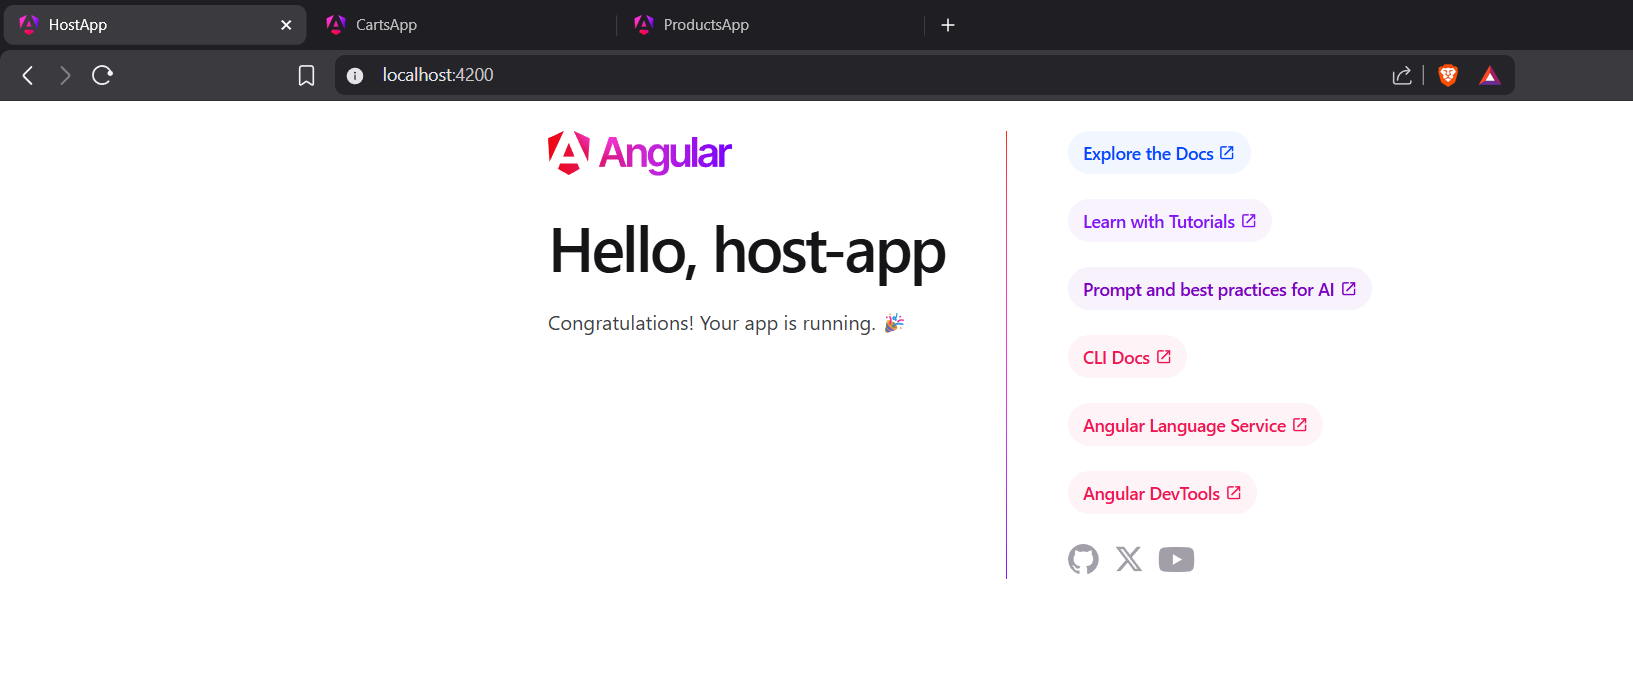 HostApp
CartsApp
ProductsApp
localhost:4200
Angular
Hello, host-app
Congratulations! Your app is running. 🎉
Explore the Docs
Learn with Tutorials
Prompt and best practices for AI
CLI Docs
Angular Language Service
Angular DevTools